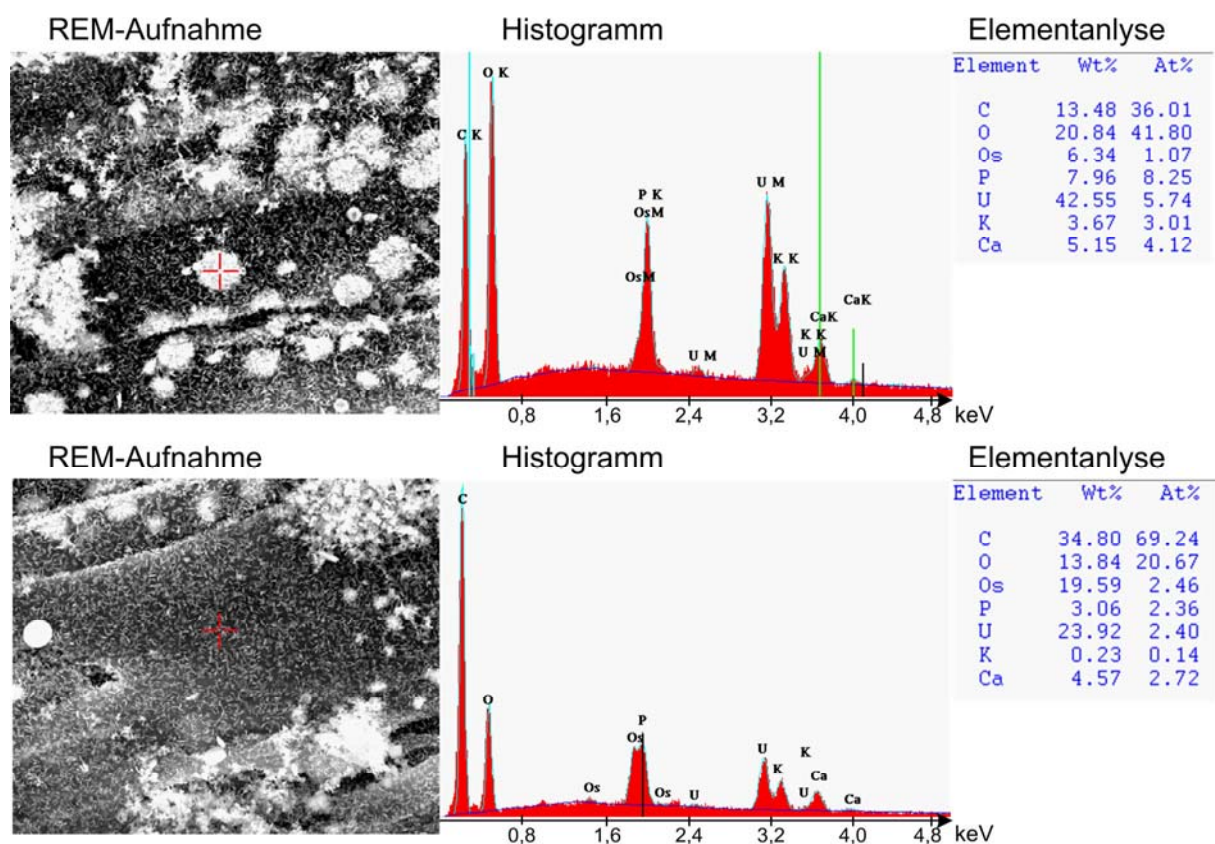 REM-Aufnahme Histogramm Elementanlyse
Element Wt% At%
C 13.48 36.01
O 20.84 41.80
Os 6.34 1.07
P 7.96 8.25
U 42.55 5.74
K 3.67 3.01
Ca 5.15 4.12
O K
C K
P K
OsM
OsM
U M
U M
K K
CaK
CaK
K K
U M
0,8 1,6 2,4 3,2 4,0 4,8 keV
REM-Aufnahme Histogramm Elementanlyse
Element Wt% At%
C 34.80 69.24
O 13.84 20.67
Os 19.59 2.46
P 3.06 2.36
U 23.92 2.40
K 0.23 0.14
Ca 4.57 2.72
C
O
P
Os
Os
Os
U
U
K
K
U
Ca
Ca
0,8 1,6 2,4 3,2 4,0 4,8 keV